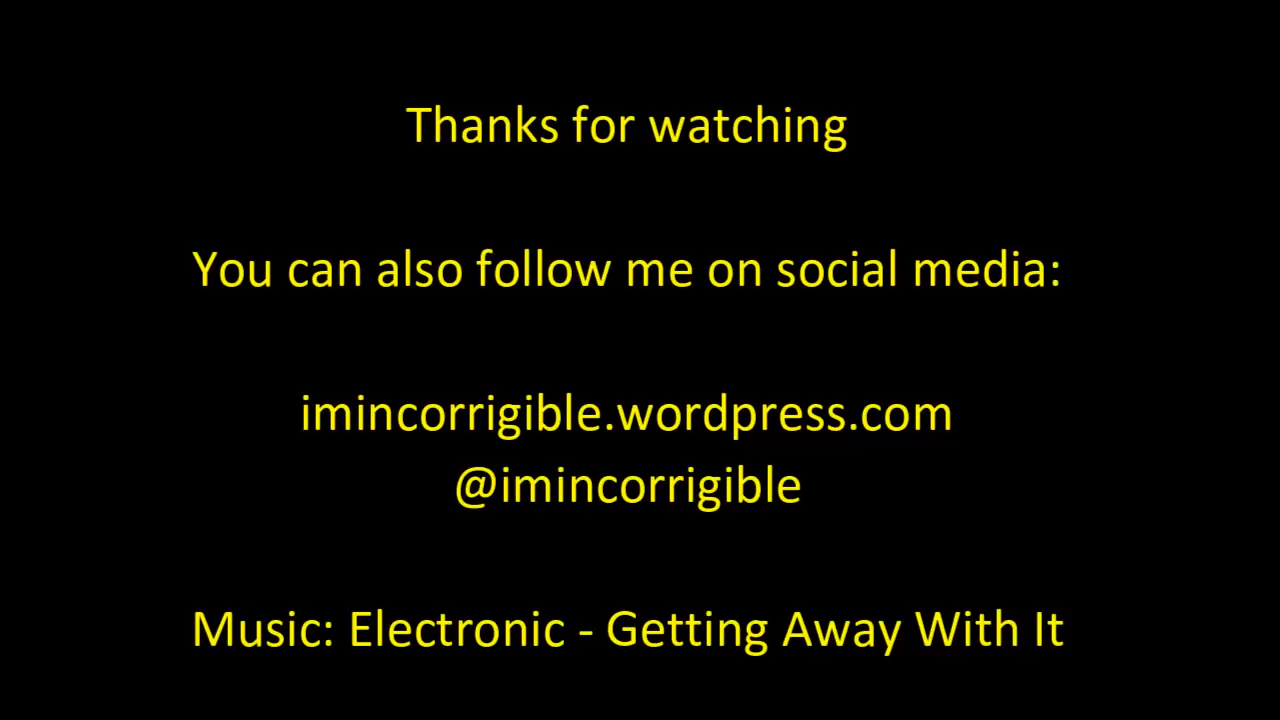 Thanks for watching
You can also follow me on social media:
imincorrigible.wordpress.com
@imincorrigible
Music: Electronic - Getting Away With It